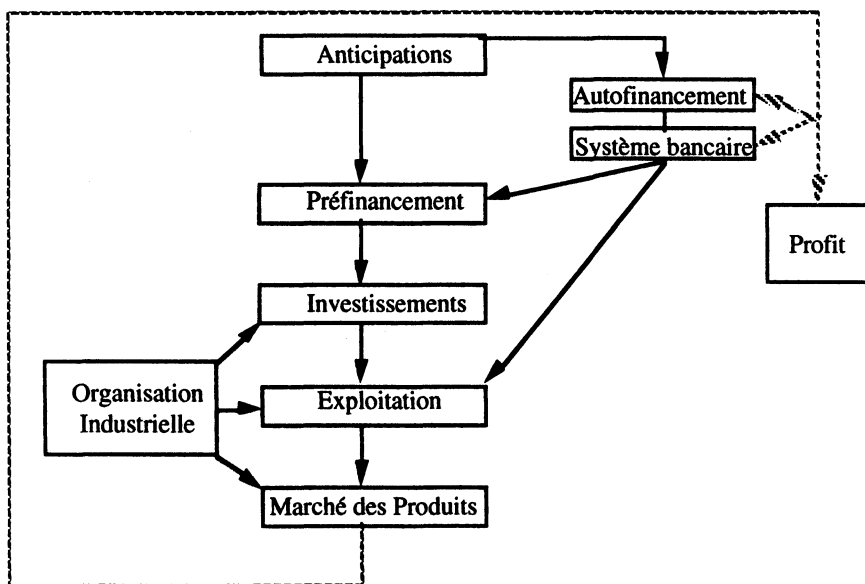 Anticipations
Autofinancement
Système bancaire
Préfinancement
Profit
Investissements
Organisation
Industrielle
Exploitation
Marché des Produits